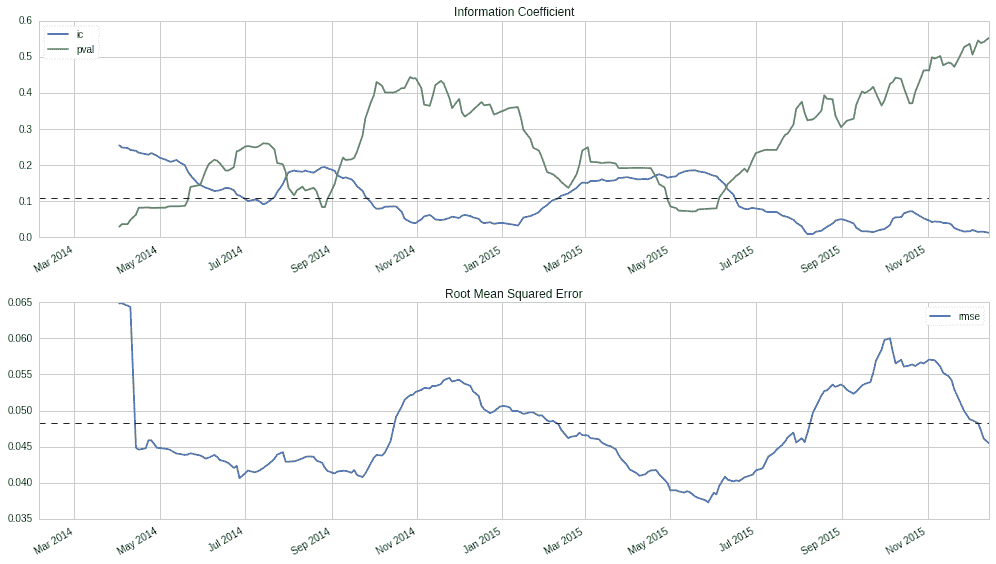 Information Coefficient
0.6
0.5
0.4
0.3
0.2
0.1
0.0
ic
pval
Mar 2014
May 2014
Jul 2014
Sep 2014
Nov 2014
Jan 2015
Mar 2015
May 2015
Jul 2015
Sep 2015
Nov 2015
Root Mean Squared Error
0.065
0.060
0.055
0.050
0.045
0.040
0.035
rmse
Mar 2014
May 2014
Jul 2014
Sep 2014
Nov 2014
Jan 2015
Mar 2015
May 2015
Jul 2015
Sep 2015
Nov 2015